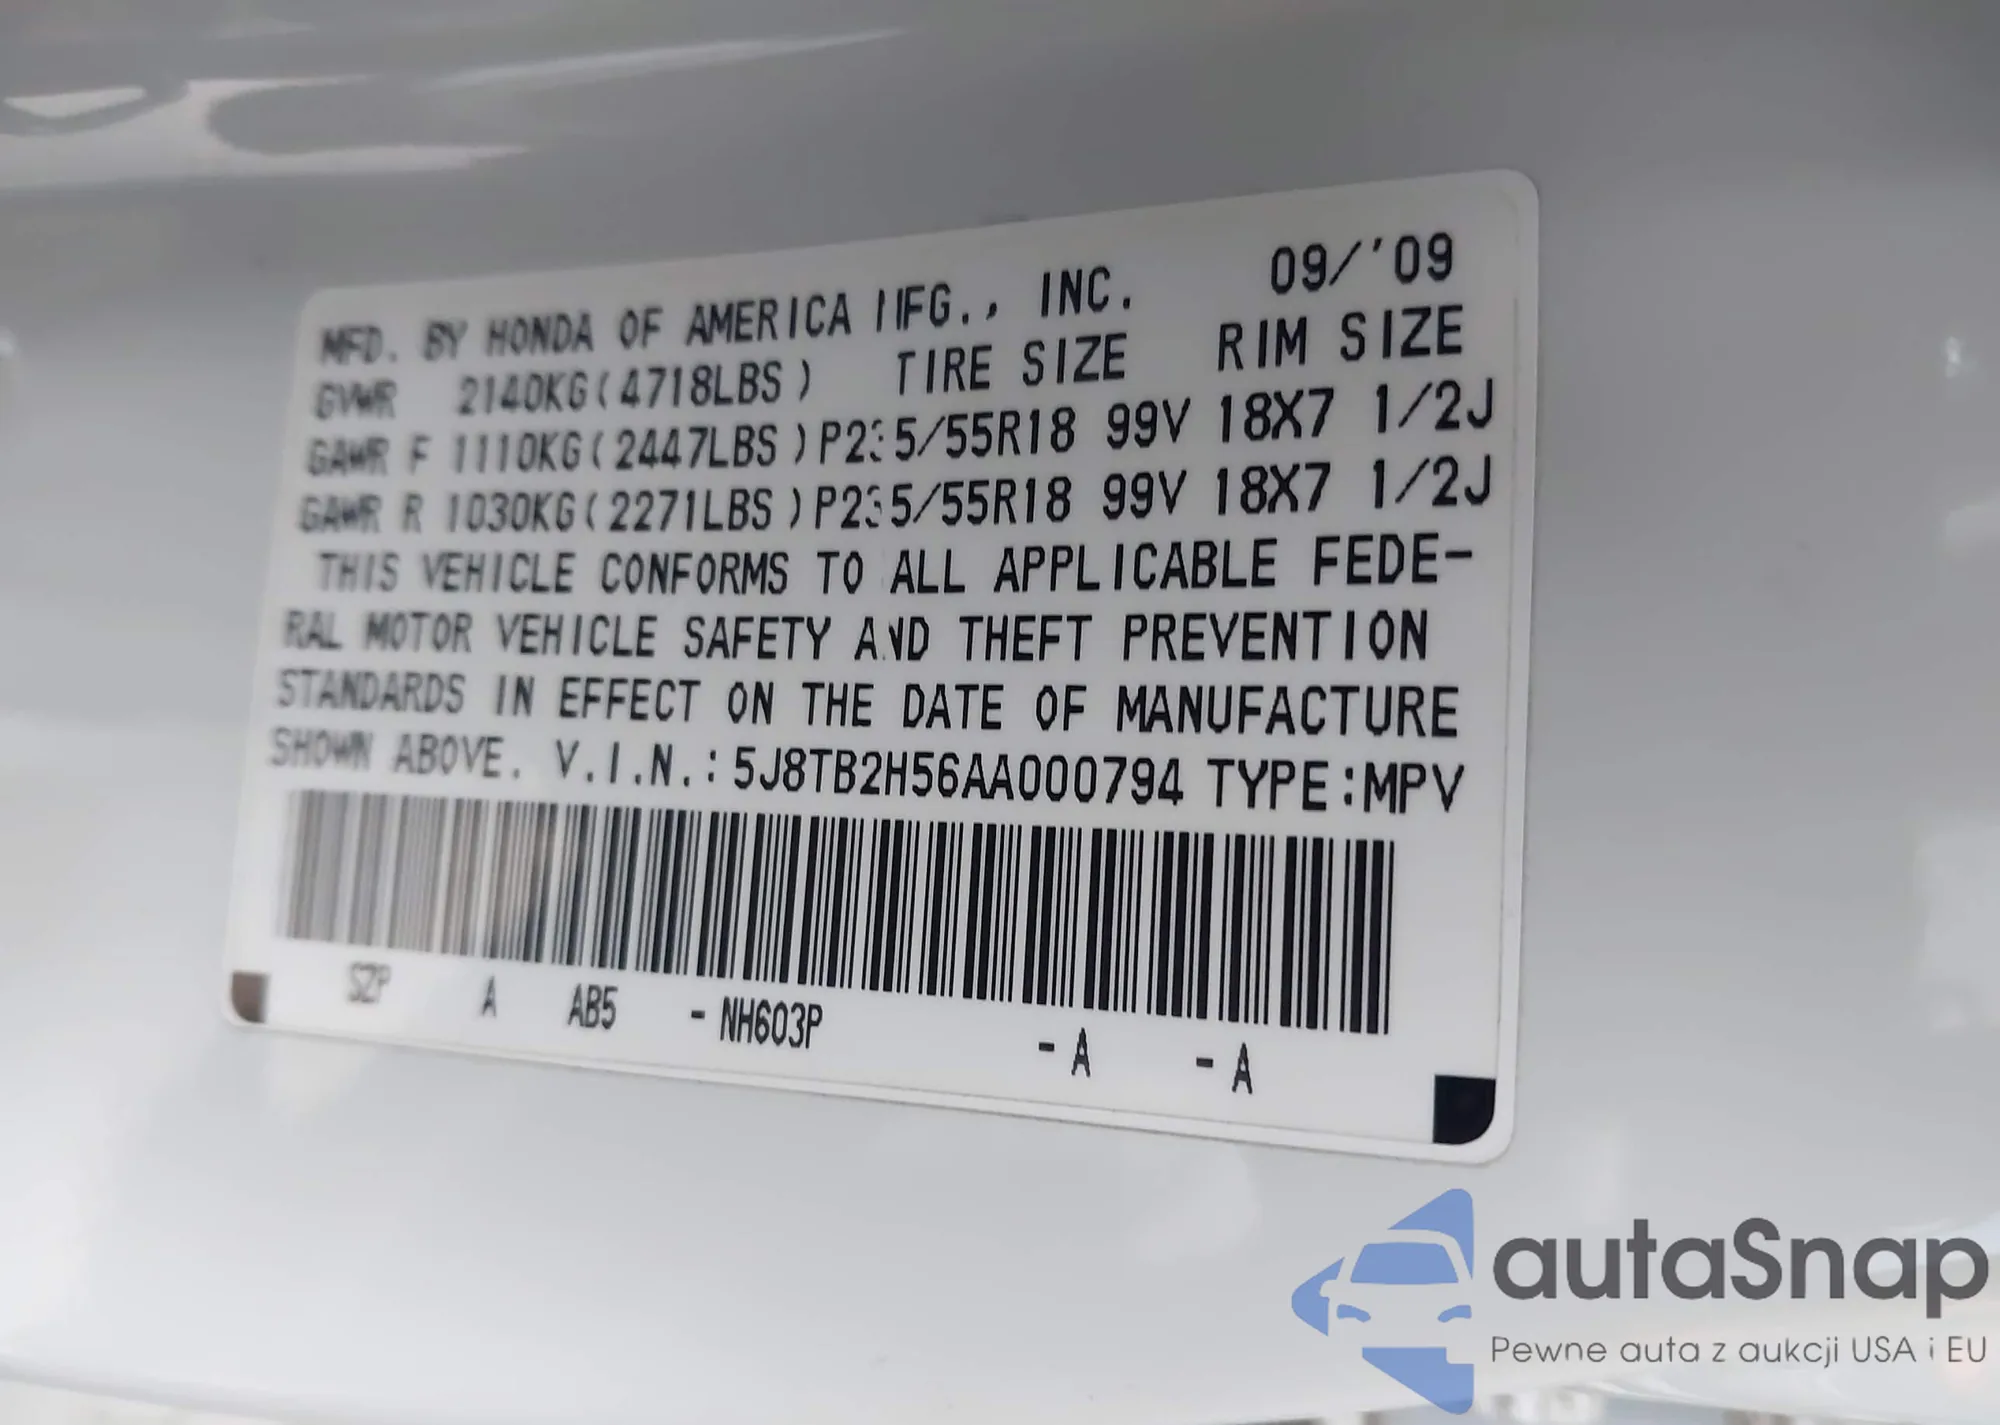 MFD. BY HONDA OF AMERICA MFG., INC. 09/'09
GVWR 2140KG(4718LBS) TIRE SIZE RIM SIZE
GAWR F 1110KG(2447LBS)P235/55R18 99V 18X7 1/2J
GAWR R 1030KG(2271LBS)P235/55R18 99V 18X7 1/2J
THIS VEHICLE CONFORMS TO ALL APPLICABLE FEDE-
RAL MOTOR VEHICLE SAFETY AND THEFT PREVENTION
STANDARDS IN EFFECT ON THE DATE OF MANUFACTURE
SHOWN ABOVE. V.I.N.:5J8TB2H56AA000794 TYPE:MPV
SZP A AB5 -NH603P -A -A
autaSnap
Pewne auta z aukcji USA i EU